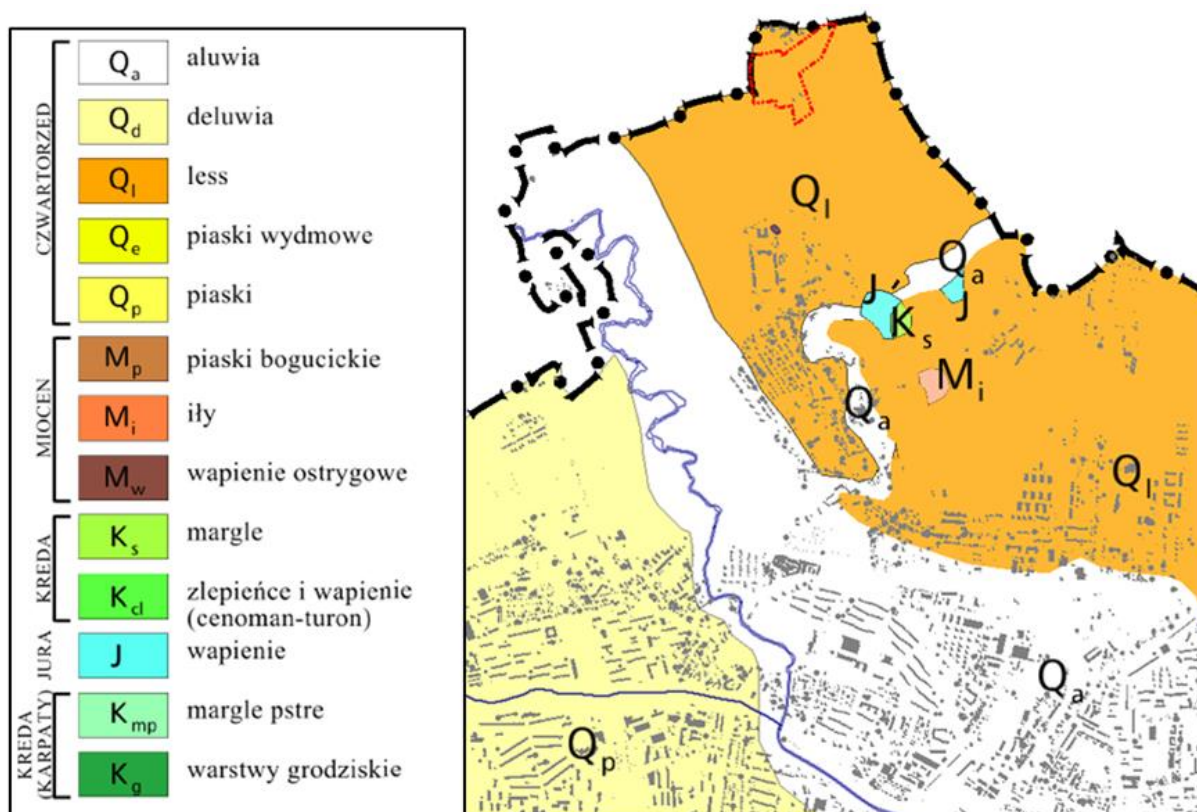 CZWARTORZĘD
Qa aluwia
Qd deluwia
Ql less
Qe piaski wydmowe
Qp piaski
MIOCEN
Mp piaski bogucickie
Mi iły
Mw wapienie ostrygowe
KREDA
Ks margle
Kcl zlepieńce i wapienie
(cenoman-turon)
JURA
J wapienie
KREDA
(KARPATY)
Kmp margle pstre
Kg warstwy grodziskie
Ql
Qa
J
J
Ks
Mi
Qa
Ql
Qa
Qp